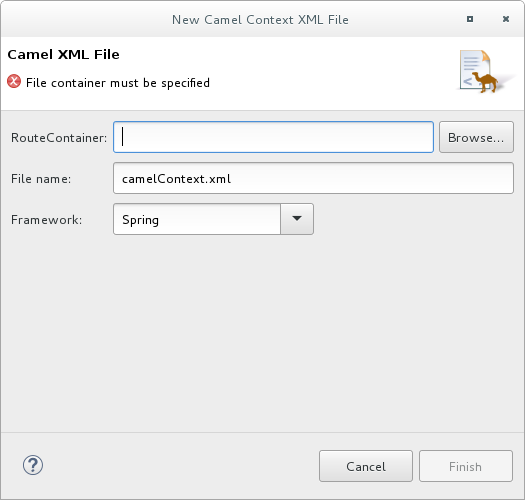 New Camel Context XML File
Camel XML File
File container must be specified
RouteContainer:
Browse...
File name:
camelContext.xml
Framework:
Spring
?
Cancel
Finish